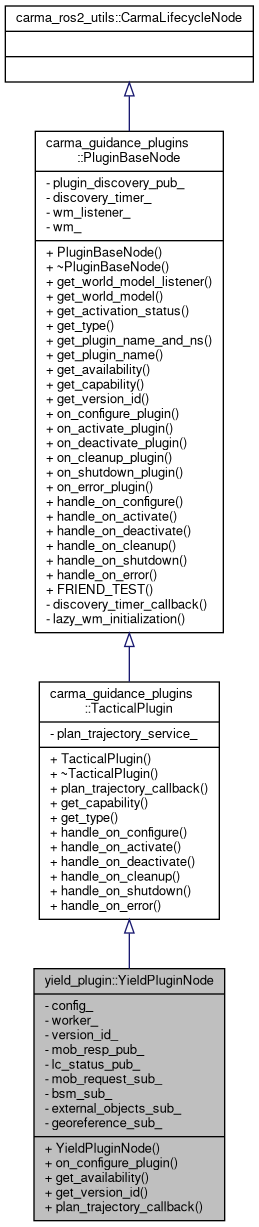 carma_ros2_utils::CarmaLifecycleNode
carma_guidance_plugins
::PluginBaseNode
- plugin_discovery_pub_
- discovery_timer_
- wm_listener_
- wm_
+ PluginBaseNode()
+ ~PluginBaseNode()
+ get_world_model_listener()
+ get_world_model()
+ get_activation_status()
+ get_type()
+ get_plugin_name_and_ns()
+ get_plugin_name()
+ get_availability()
+ get_capability()
+ get_version_id()
+ on_configure_plugin()
+ on_activate_plugin()
+ on_deactivate_plugin()
+ on_cleanup_plugin()
+ on_shutdown_plugin()
+ on_error_plugin()
+ handle_on_configure()
+ handle_on_activate()
+ handle_on_deactivate()
+ handle_on_cleanup()
+ handle_on_shutdown()
+ handle_on_error()
+ FRIEND_TEST()
- discovery_timer_callback()
- lazy_wm_initialization()
carma_guidance_plugins
::TacticalPlugin
- plan_trajectory_service_
+ TacticalPlugin()
+ ~TacticalPlugin()
+ plan_trajectory_callback()
+ get_capability()
+ get_type()
+ handle_on_configure()
+ handle_on_activate()
+ handle_on_deactivate()
+ handle_on_cleanup()
+ handle_on_shutdown()
+ handle_on_error()
yield_plugin::YieldPluginNode
- config_
- worker_
- version_id_
- mob_resp_pub_
- lc_status_pub_
- mob_request_sub_
- bsm_sub_
- external_objects_sub_
- georeference_sub_
+ YieldPluginNode()
+ on_configure_plugin()
+ get_availability()
+ get_version_id()
+ plan_trajectory_callback()